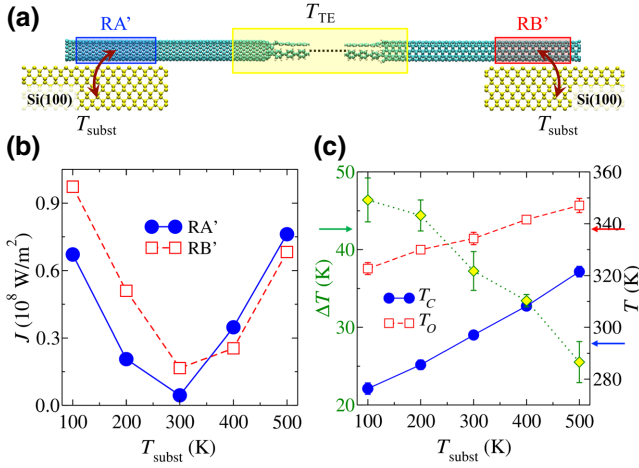 (a)
RA’
T_TE
RB’
Si(100)
T_subst
T_subst
Si(100)
(b)
(c)
0.9
0.6
0.3
0.0
J (10^8 W/m^2)
RA’
RB’
100 200 300 400 500
T_subst (K)
50
40
30
20
ΔT (K)
T_C
T_O
360
340
320
300
280
T (K)
100 200 300 400 500
T_subst (K)